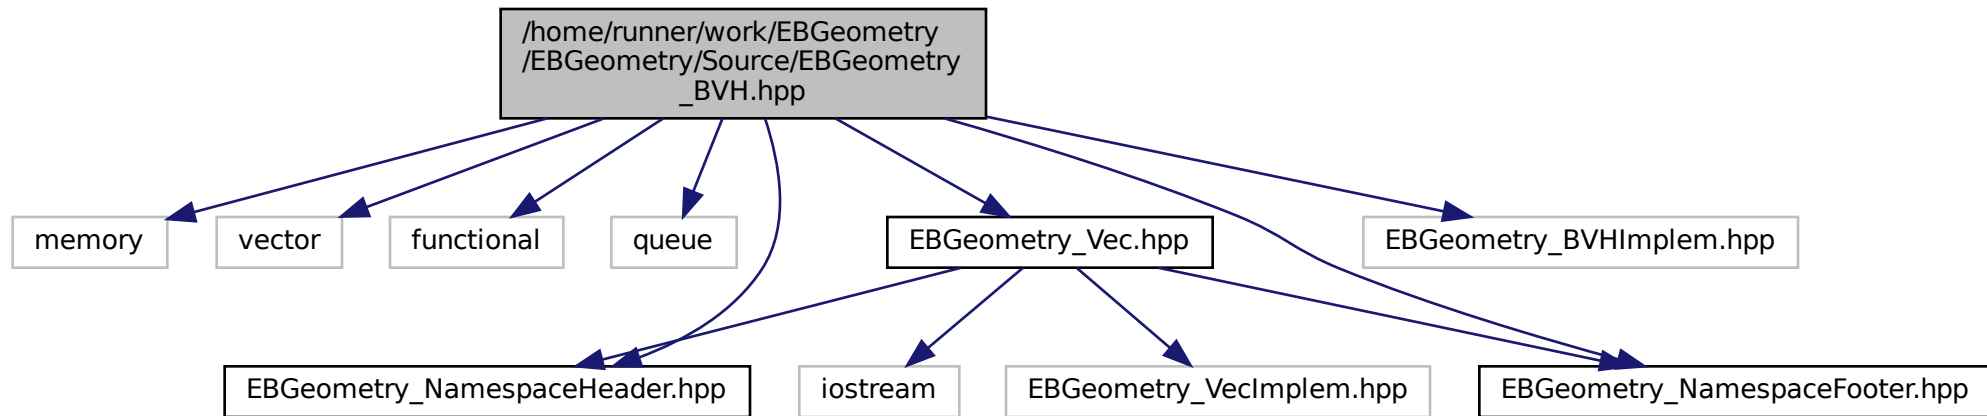 /home/runner/work/EBGeometry
/EBGeometry/Source/EBGeometry
_BVH.hpp
memory
vector
functional
queue
EBGeometry_Vec.hpp
EBGeometry_BVHImplem.hpp
EBGeometry_NamespaceHeader.hpp
iostream
EBGeometry_VecImplem.hpp
EBGeometry_NamespaceFooter.hpp